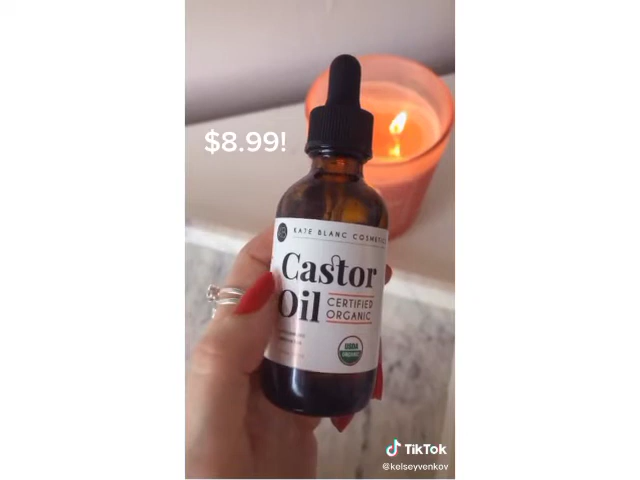 $8.99!
KATE BLANC COSMETICS
Castor
Oil
CERTIFIED
ORGANIC
USDA
ORGANIC
TikTok
@kelseyvenkov